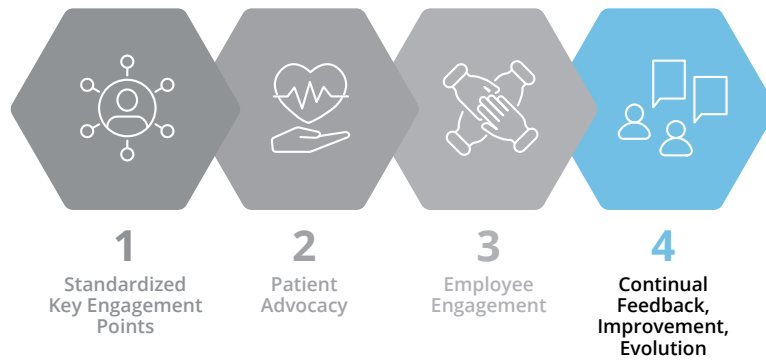 1
Standardized
Key Engagement
Points
2
Patient
Advocacy
3
Employee
Engagement
4
Continual
Feedback,
Improvement,
Evolution